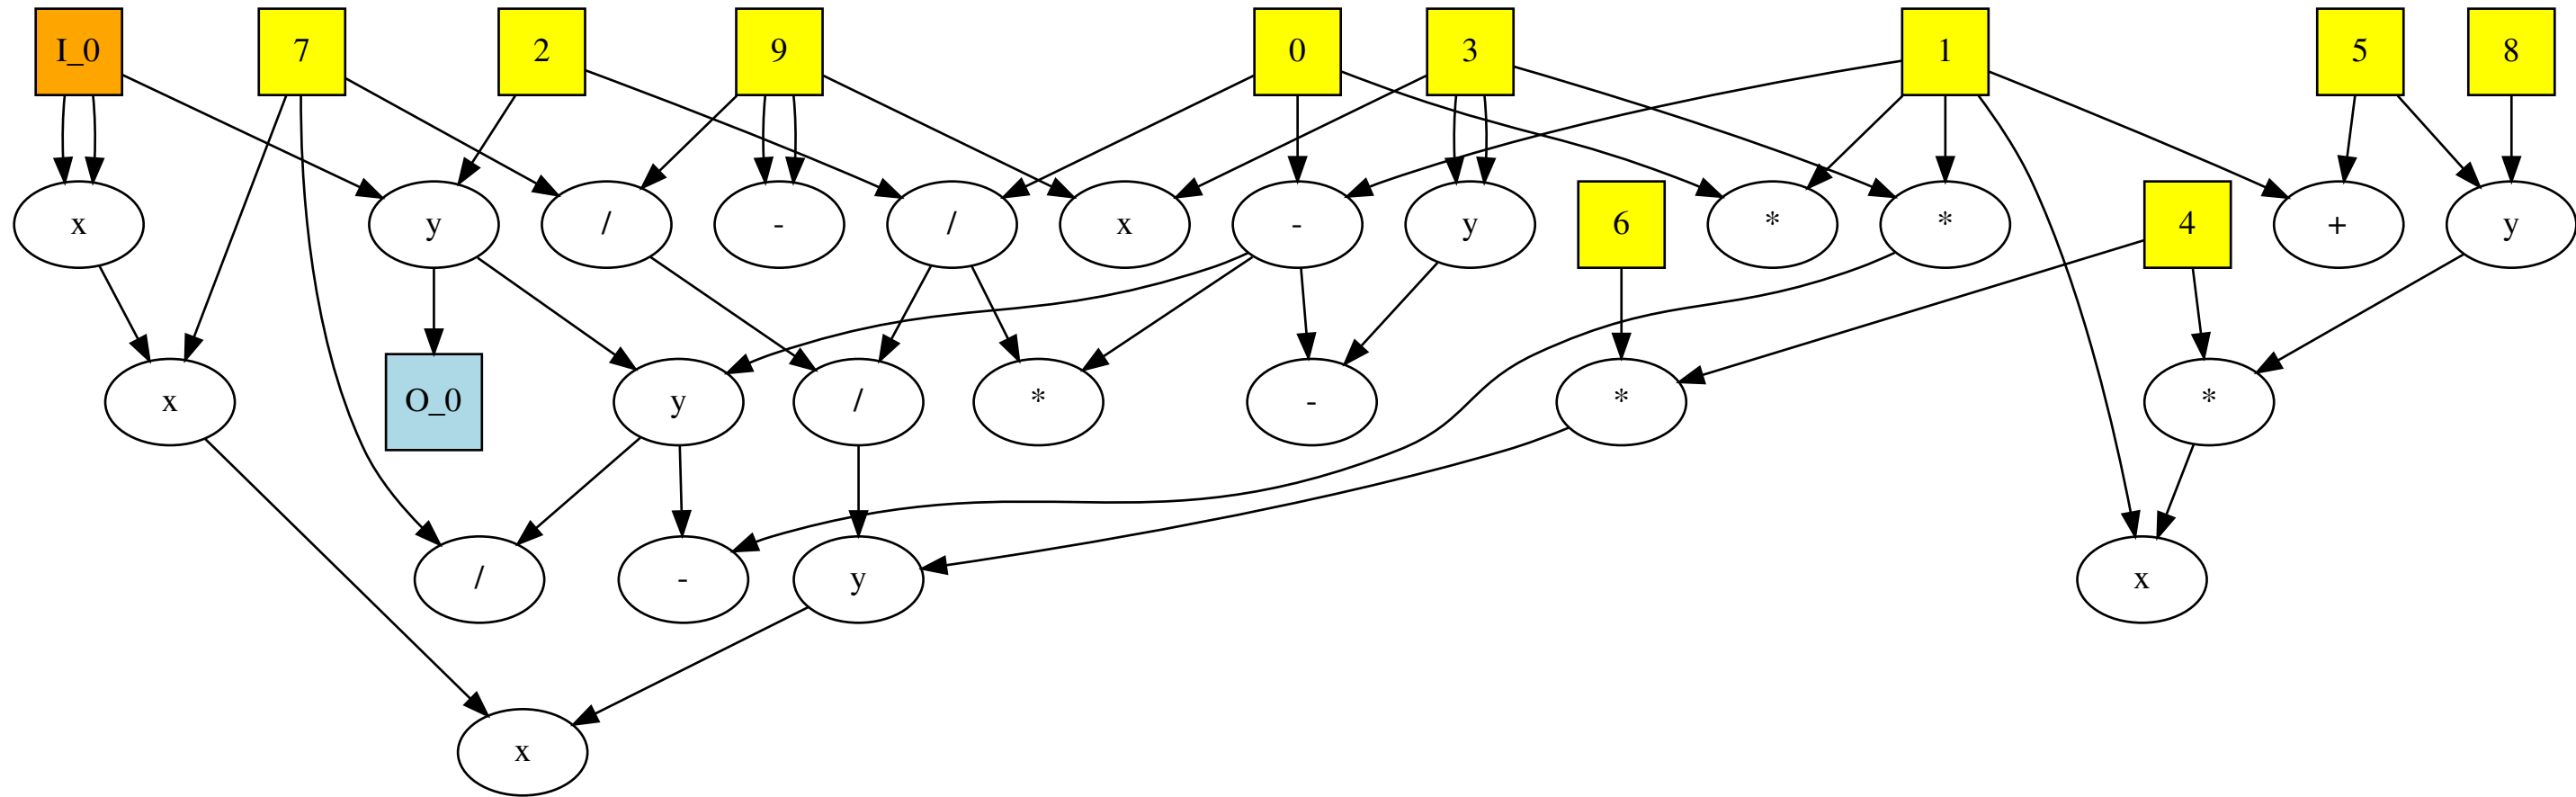 I_0 7 2 9 0 3 1 5 8
x y / - / x - y 6 * * 4 + y
x O_0 y / * - * *
/ - y x
x